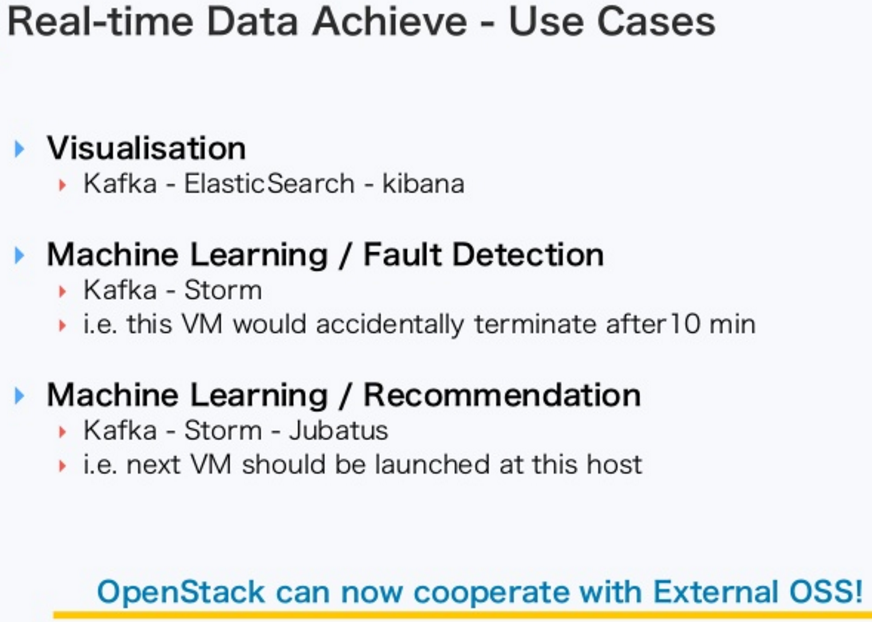 Real-time Data Achieve - Use Cases
Visualisation
Kafka - ElasticSearch - kibana
Machine Learning / Fault Detection
Kafka - Storm
i.e. this VM would accidentally terminate after10 min
Machine Learning / Recommendation
Kafka - Storm - Jubatus
i.e. next VM should be launched at this host
OpenStack can now cooperate with External OSS!